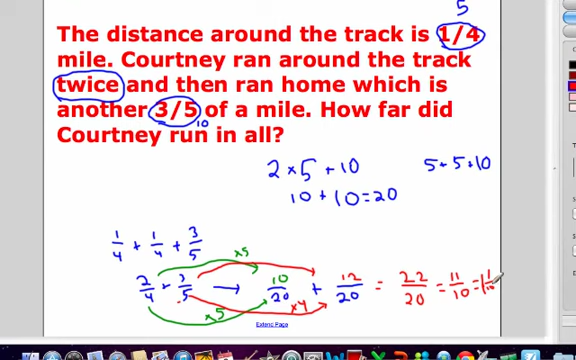 5
The distance around the track is 1/4
mile. Courtney ran around the track
twice and then ran home which is
another 3/5 of a mile. How far did
10
Courtney run in all?
2 × 5 + 10 5 + 5 + 10
10 + 10 = 20
1/4 + 1/4 + 3/5
×5
2/4 + 3/5 → 10/20 + 12/20 = 22/20 = 11/10 = 1 1/10
×5 ×4
Extend Page